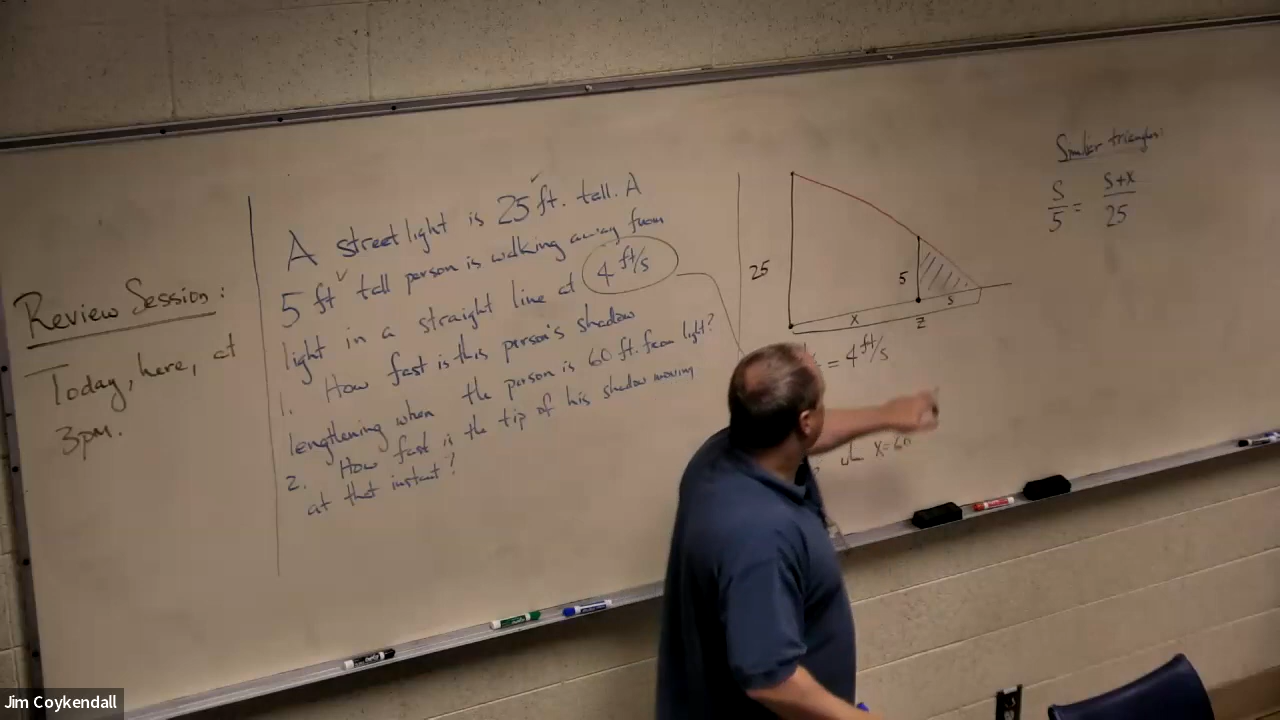 Review Session:
Today, here, at
3pm.
A streetlight is 25 ft. tall. A
5 ft tall person is walking away from
light in a straight line at 4 ft/s
1. How fast is this person's shadow
lengthening when the person is 60 ft. from light?
2. How fast is the tip of his shadow moving
at that instant?
25
5
x
s
z
= 4 ft/s
x=60
Similar triangles:
s/5 = s+x/25
Jim Coykendall